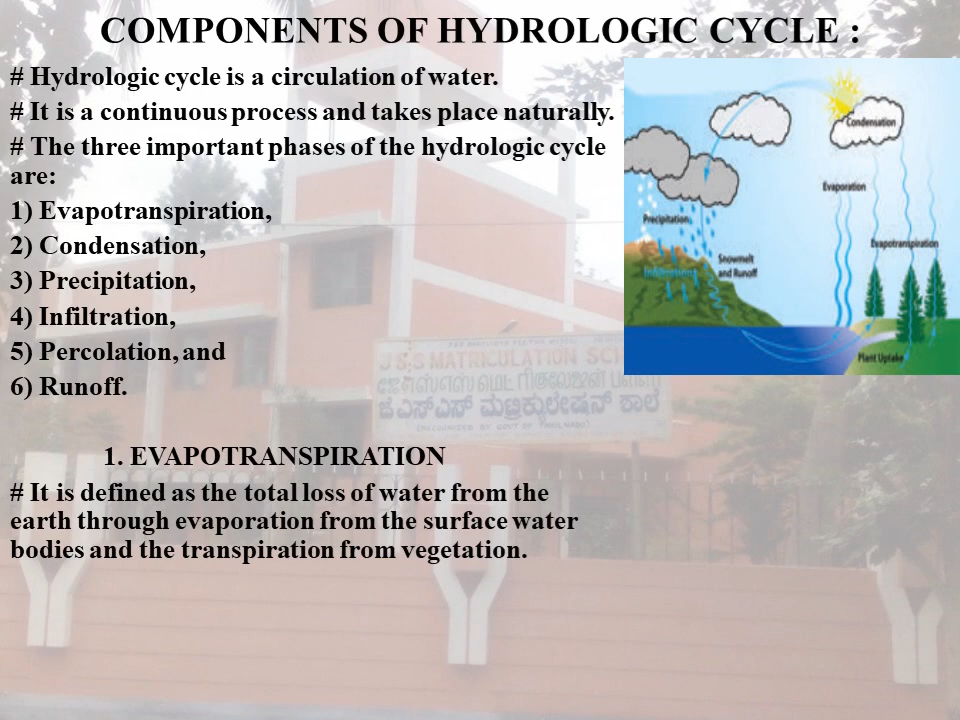 COMPONENTS OF HYDROLOGIC CYCLE :
# Hydrologic cycle is a circulation of water.
# It is a continuous process and takes place naturally.
# The three important phases of the hydrologic cycle
are:
1) Evapotranspiration,
2) Condensation,
3) Precipitation,
4) Infiltration,
5) Percolation, and
6) Runoff.
1. EVAPOTRANSPIRATION
# It is defined as the total loss of water from the
earth through evaporation from the surface water
bodies and the transpiration from vegetation.
Condensation
Evaporation
Precipitation
Evapotranspiration
Snowmelt
and Runoff
Infiltration
Plant Uptake
J S S MATRICULATION SCH
ಜೆ ಎಸ್ ಎಸ್ ಮೆಟ್ರಿಕ್ಯುಲೇಷನ್ ಶಾಲೆ